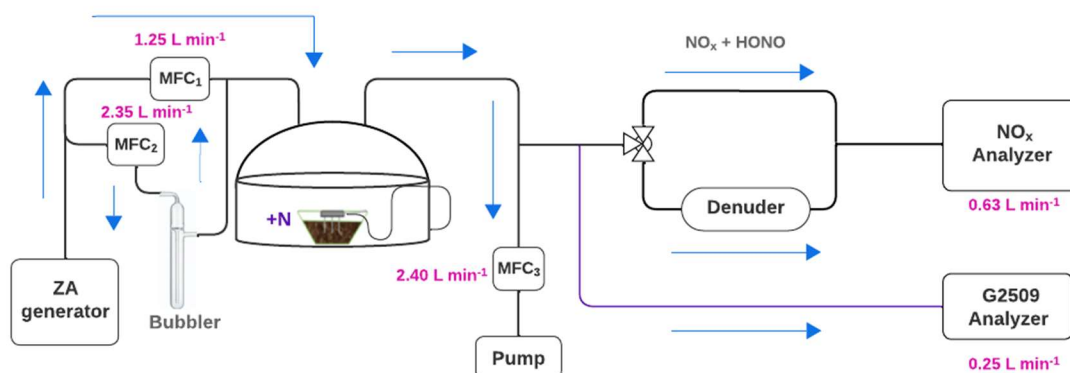 1.25 L min⁻¹
MFC₁
NOₓ + HONO
2.35 L min⁻¹
MFC₂
NOₓ
Analyzer
0.63 L min⁻¹
+N
Denuder
ZA
generator
Bubbler
2.40 L min⁻¹
MFC₃
G2509
Analyzer
0.25 L min⁻¹
Pump